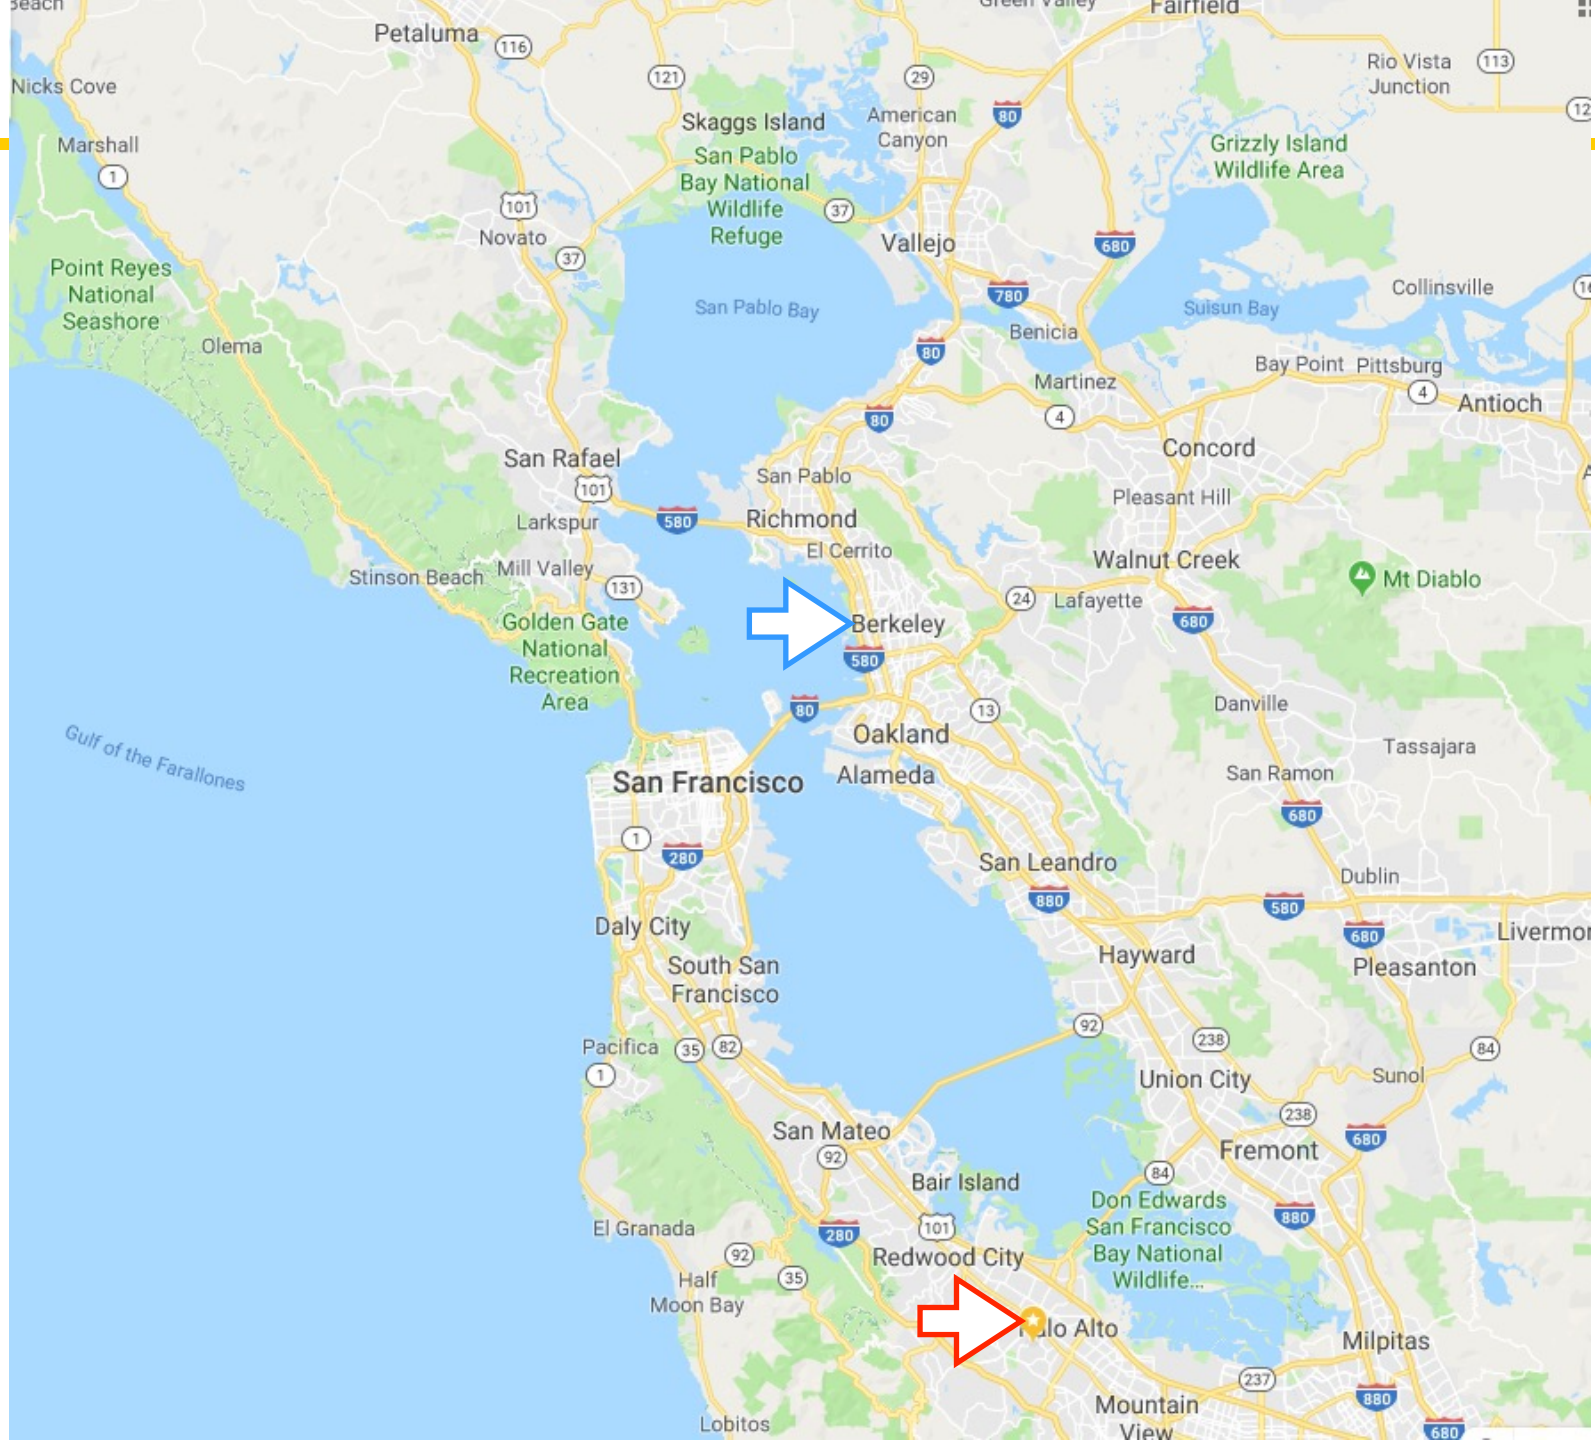 Beach
Petaluma
116
Green Valley
Fairfield
Nicks Cove
121
29
Rio Vista
Junction
113
12
Marshall
1
Skaggs Island
American
Canyon
80
San Pablo
Bay National
Wildlife
Refuge
Grizzly Island
Wildlife Area
101
Novato
37
37
Vallejo
680
Point Reyes
National
Seashore
780
Collinsville
San Pablo Bay
Suisun Bay
Benicia
Olema
80
Bay Point
Pittsburg
Martinez
4
80
4
Antioch
San Rafael
101
Concord
San Pablo
Pleasant Hill
Larkspur
580
Richmond
El Cerrito
Walnut Creek
Stinson Beach
Mill Valley
131
24
Lafayette
Mt Diablo
Golden Gate
National
Recreation
Area
Berkeley
680
580
80
13
Danville
Gulf of the Farallones
Oakland
Tassajara
San Francisco
Alameda
San Ramon
680
1
280
San Leandro
Dublin
880
580
Daly City
680
Livermor
Hayward
Pleasanton
South San
Francisco
92
238
Pacifica
35
82
84
1
Union City
Sunol
238
San Mateo
680
92
Fremont
84
Bair Island
Don Edwards
San Francisco
Bay National
Wildlife...
El Granada
101
880
280
92
Redwood City
35
Half
Moon Bay
Palo Alto
Milpitas
237
Mountain
View
880
Lobitos
680